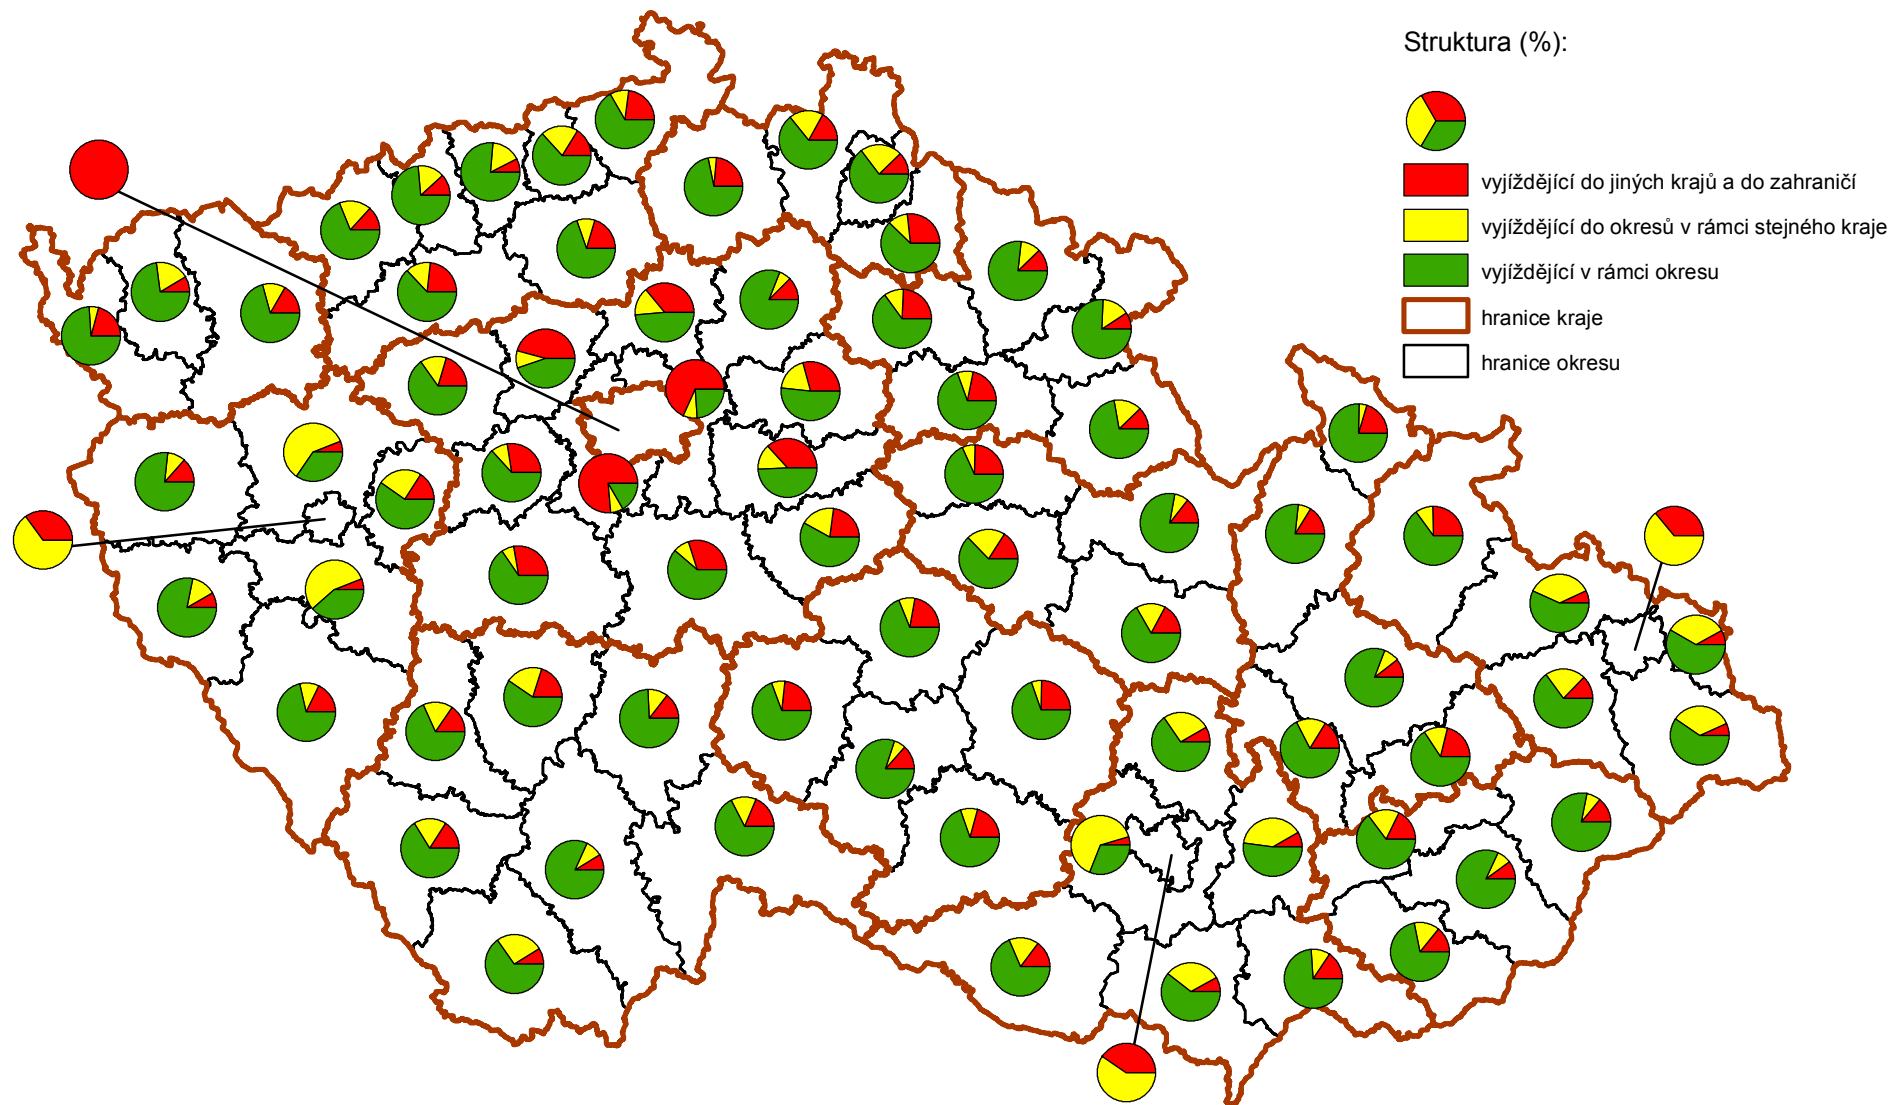 Struktura (%):
vyjíždějící do jiných krajů a do zahraničí
vyjíždějící do okresů v rámci stejného kraje
vyjíždějící v rámci okresu
hranice kraje
hranice okresu